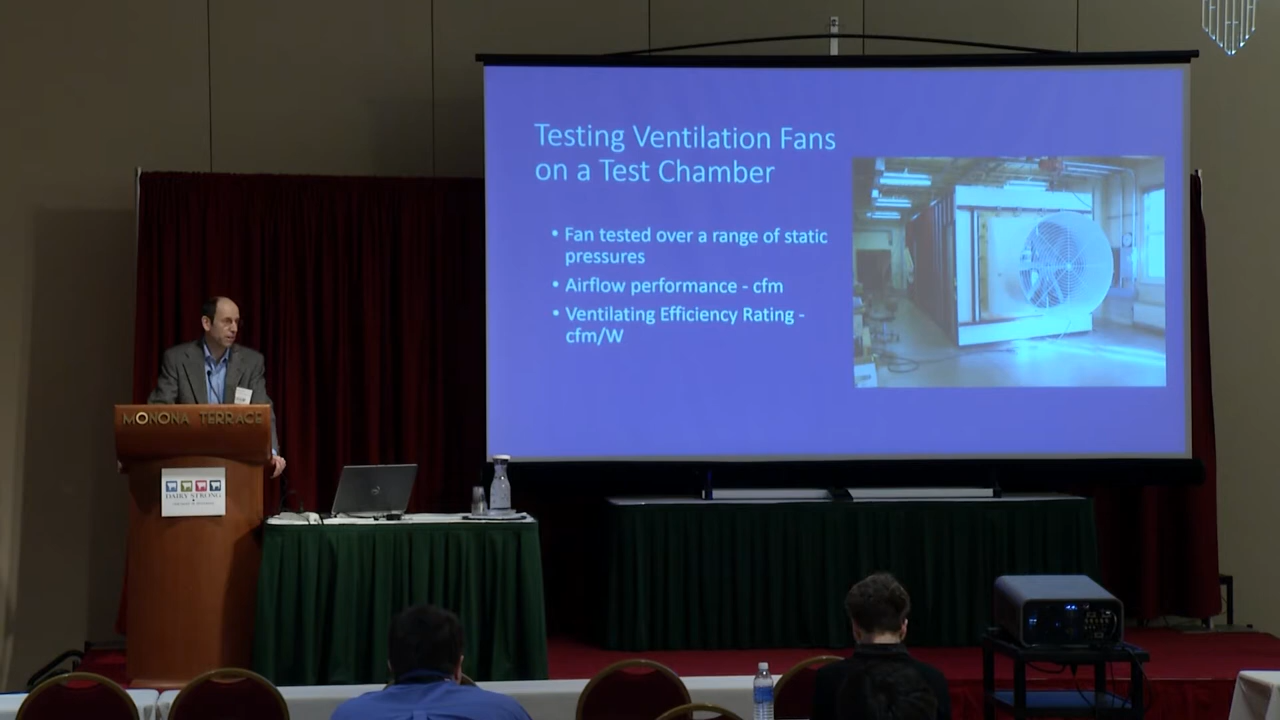 Testing Ventilation Fans
on a Test Chamber
• Fan tested over a range of static
pressures
• Airflow performance - cfm
• Ventilating Efficiency Rating -
cfm/W
MONONA TERRACE
DAIRY STRONG